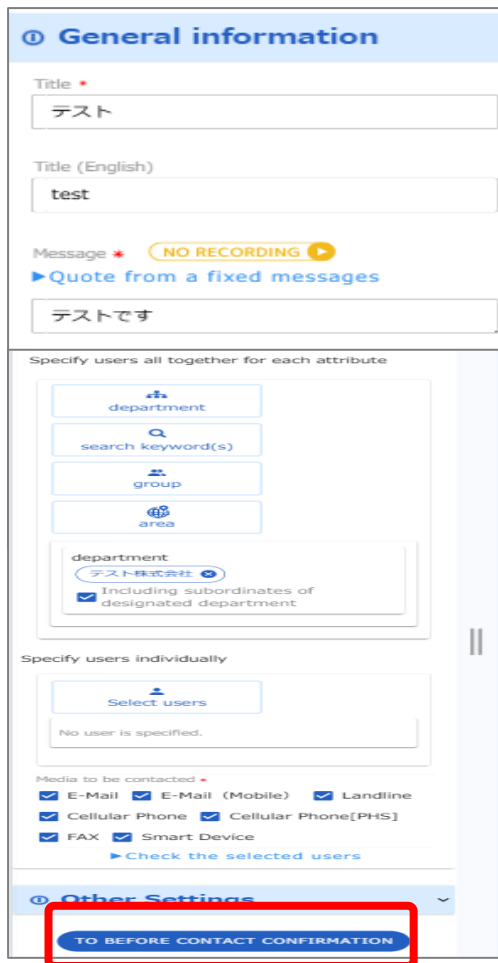 General information
Title *
テスト
Title (English)
test
Message * NO RECORDING
►Quote from a fixed messages
テストです
Specify users all together for each attribute
department
search keyword(s)
group
area
department
テスト株式会社
Including subordinates of
designated department
Specify users individually
Select users
No user is specified.
Media to be contacted *
E-Mail E-Mail (Mobile) Landline
Cellular Phone Cellular Phone[PHS]
FAX Smart Device
►Check the selected users
Other Settings
TO BEFORE CONTACT CONFIRMATION